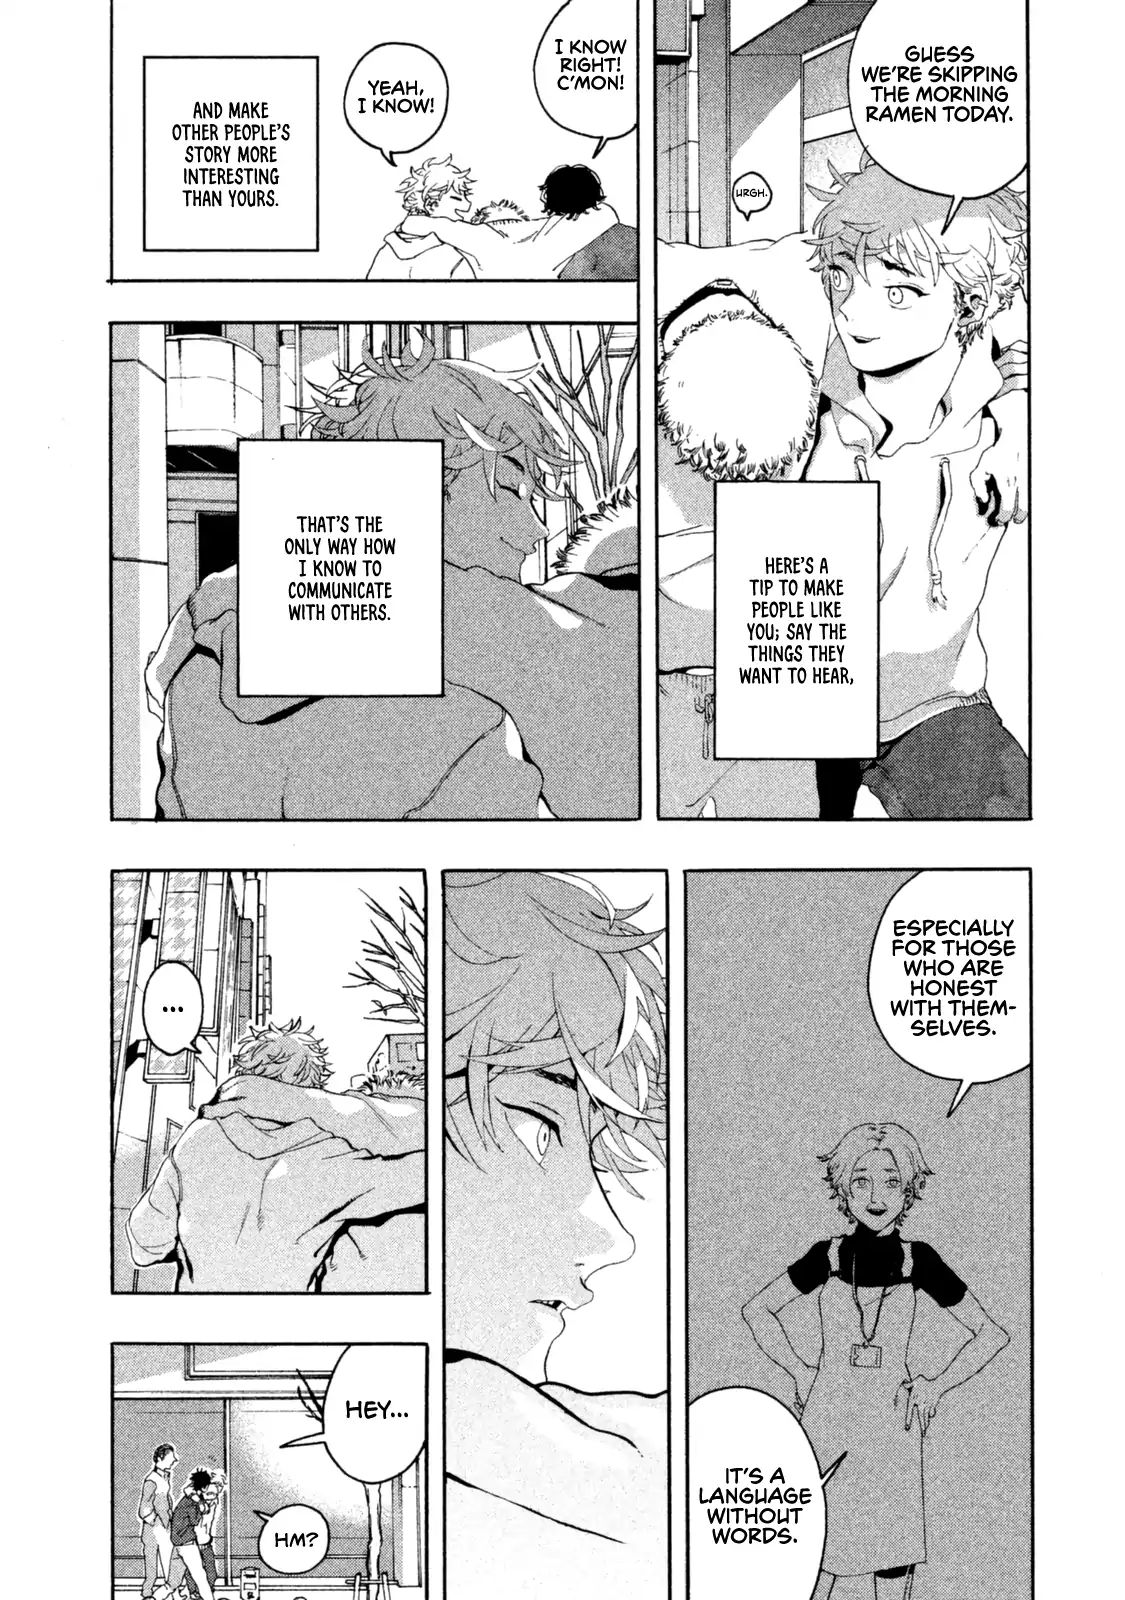 GUESS
WE'RE SKIPPING
THE MORNING
RAMEN TODAY.
URGH.
HERE'S A
TIP TO MAKE
PEOPLE LIKE
YOU; SAY THE
THINGS THEY
WANT TO HEAR,
I KNOW
RIGHT!
C'MON!
YEAH,
I KNOW!
AND MAKE
OTHER PEOPLE'S
STORY MORE
INTERESTING
THAN YOURS.
THAT'S THE
ONLY WAY HOW
I KNOW TO
COMMUNICATE
WITH OTHERS.
ESPECIALLY
FOR THOSE
WHO ARE
HONEST
WITH THEM-
SELVES.
IT'S A
LANGUAGE
WITHOUT
WORDS.
...
HEY...
HM?